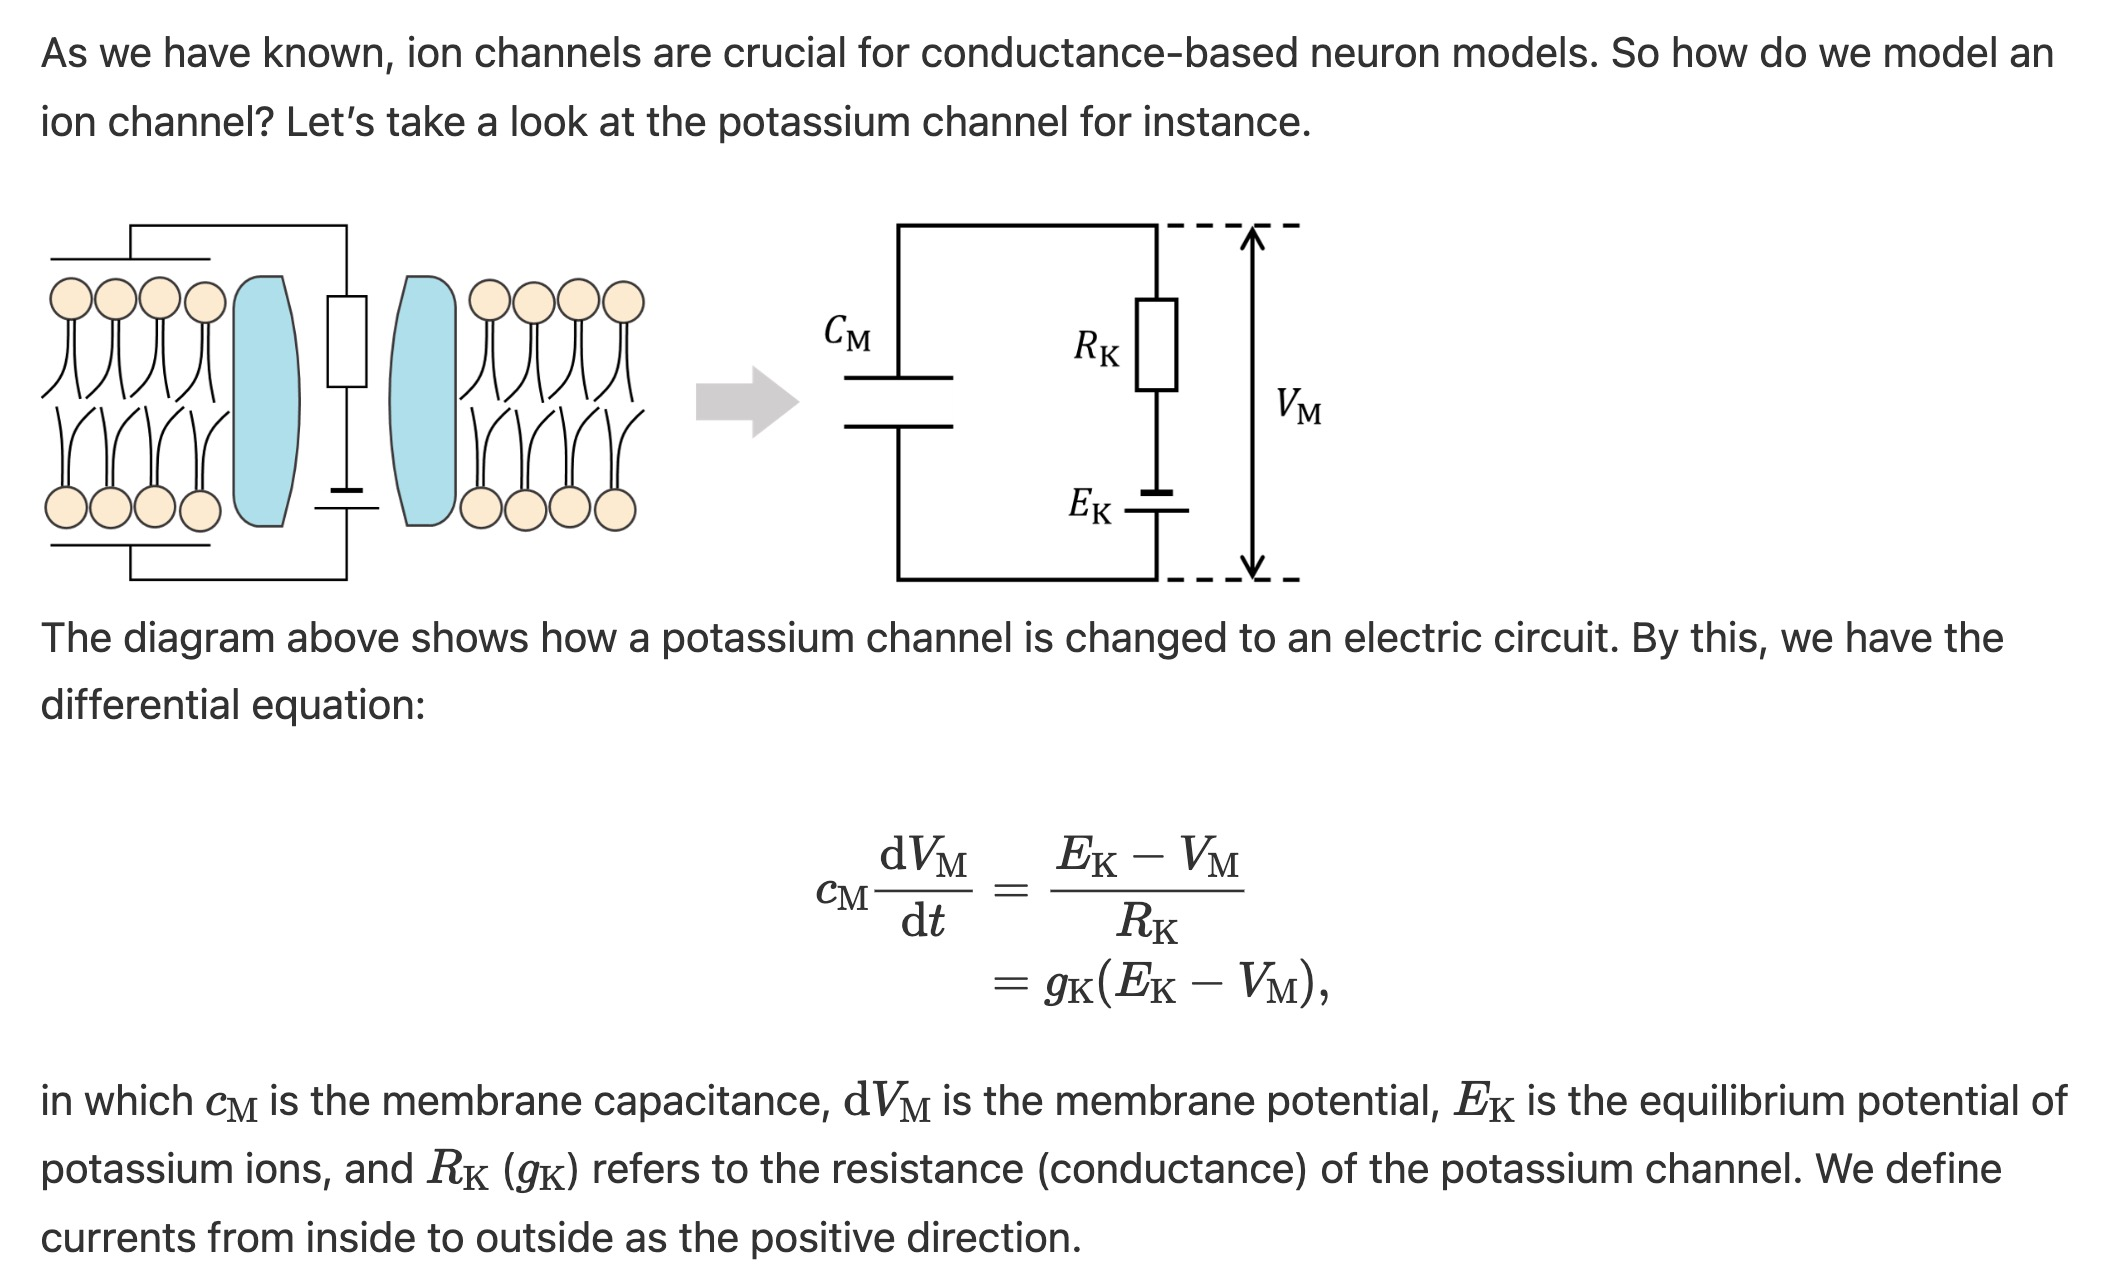 As we have known, ion channels are crucial for conductance-based neuron models. So how do we model an
ion channel? Let's take a look at the potassium channel for instance.
C_M
R_K
V_M
E_K
The diagram above shows how a potassium channel is changed to an electric circuit. By this, we have the
differential equation:
c_M dV_M/dt = (E_K − V_M)/R_K
= g_K(E_K − V_M),
in which c_M is the membrane capacitance, dV_M is the membrane potential, E_K is the equilibrium potential of
potassium ions, and R_K (g_K) refers to the resistance (conductance) of the potassium channel. We define
currents from inside to outside as the positive direction.